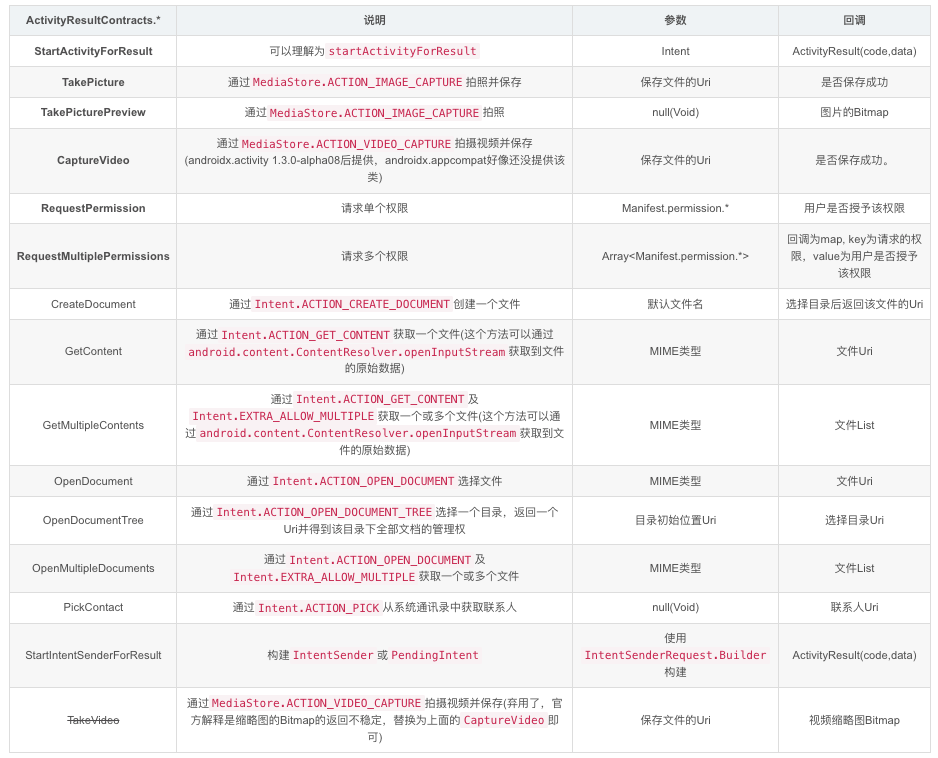 ActivityResultContracts.*
说明
参数
回调
StartActivityForResult
可以理解为 startActivityForResult
Intent
ActivityResult(code,data)
TakePicture
通过 MediaStore.ACTION_IMAGE_CAPTURE 拍照并保存
保存文件的Uri
是否保存成功
TakePicturePreview
通过 MediaStore.ACTION_IMAGE_CAPTURE 拍照
null(Void)
图片的Bitmap
CaptureVideo
通过 MediaStore.ACTION_VIDEO_CAPTURE 拍摄视频并保存
(androidx.activity 1.3.0-alpha08后提供，androidx.appcompat好像还没提供该
类)
保存文件的Uri
是否保存成功。
RequestPermission
请求单个权限
Manifest.permission.*
用户是否授予该权限
RequestMultiplePermissions
请求多个权限
Array<Manifest.permission.*>
回调为map, key为请求的权
限，value为用户是否授予
该权限
CreateDocument
通过 Intent.ACTION_CREATE_DOCUMENT 创建一个文件
默认文件名
选择目录后返回该文件的Uri
GetContent
通过 Intent.ACTION_GET_CONTENT 获取一个文件(这个方法可以通过
android.content.ContentResolver.openInputStream 获取到文件
的原始数据)
MIME类型
文件Uri
GetMultipleContents
通过 Intent.ACTION_GET_CONTENT 及
Intent.EXTRA_ALLOW_MULTIPLE 获取一个或多个文件(这个方法可以通
过 android.content.ContentResolver.openInputStream 获取到文
件的原始数据)
MIME类型
文件List
OpenDocument
通过 Intent.ACTION_OPEN_DOCUMENT 选择文件
MIME类型
文件Uri
OpenDocumentTree
通过 Intent.ACTION_OPEN_DOCUMENT_TREE 选择一个目录，返回一个
Uri并得到该目录下全部文档的管理权
目录初始位置Uri
选择目录Uri
OpenMultipleDocuments
通过 Intent.ACTION_OPEN_DOCUMENT 及
Intent.EXTRA_ALLOW_MULTIPLE 获取一个或多个文件
MIME类型
文件List
PickContact
通过 Intent.ACTION_PICK 从系统通讯录中获取联系人
null(Void)
联系人Uri
StartIntentSenderForResult
构建 IntentSender 或 PendingIntent
使用
IntentSenderRequest.Builder
构建
ActivityResult(code,data)
TakeVideo
通过 MediaStore.ACTION_VIDEO_CAPTURE 拍摄视频并保存(弃用了，官
方解释是缩略图的Bitmap的返回不稳定，替换为上面的 CaptureVideo 即
可)
保存文件的Uri
视频缩略图Bitmap